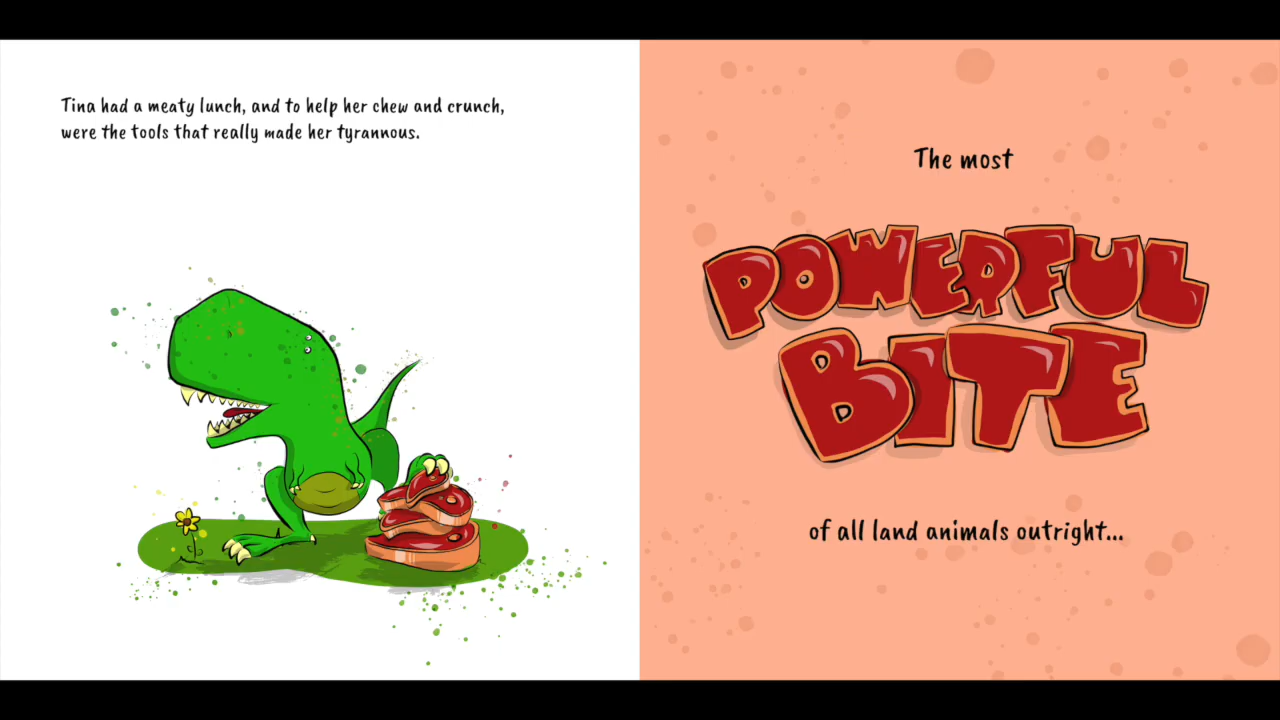 Tina had a meaty lunch, and to help her chew and crunch,
were the tools that really made her tyrannous.
The most
POWERFUL
BITE
of all land animals outright...